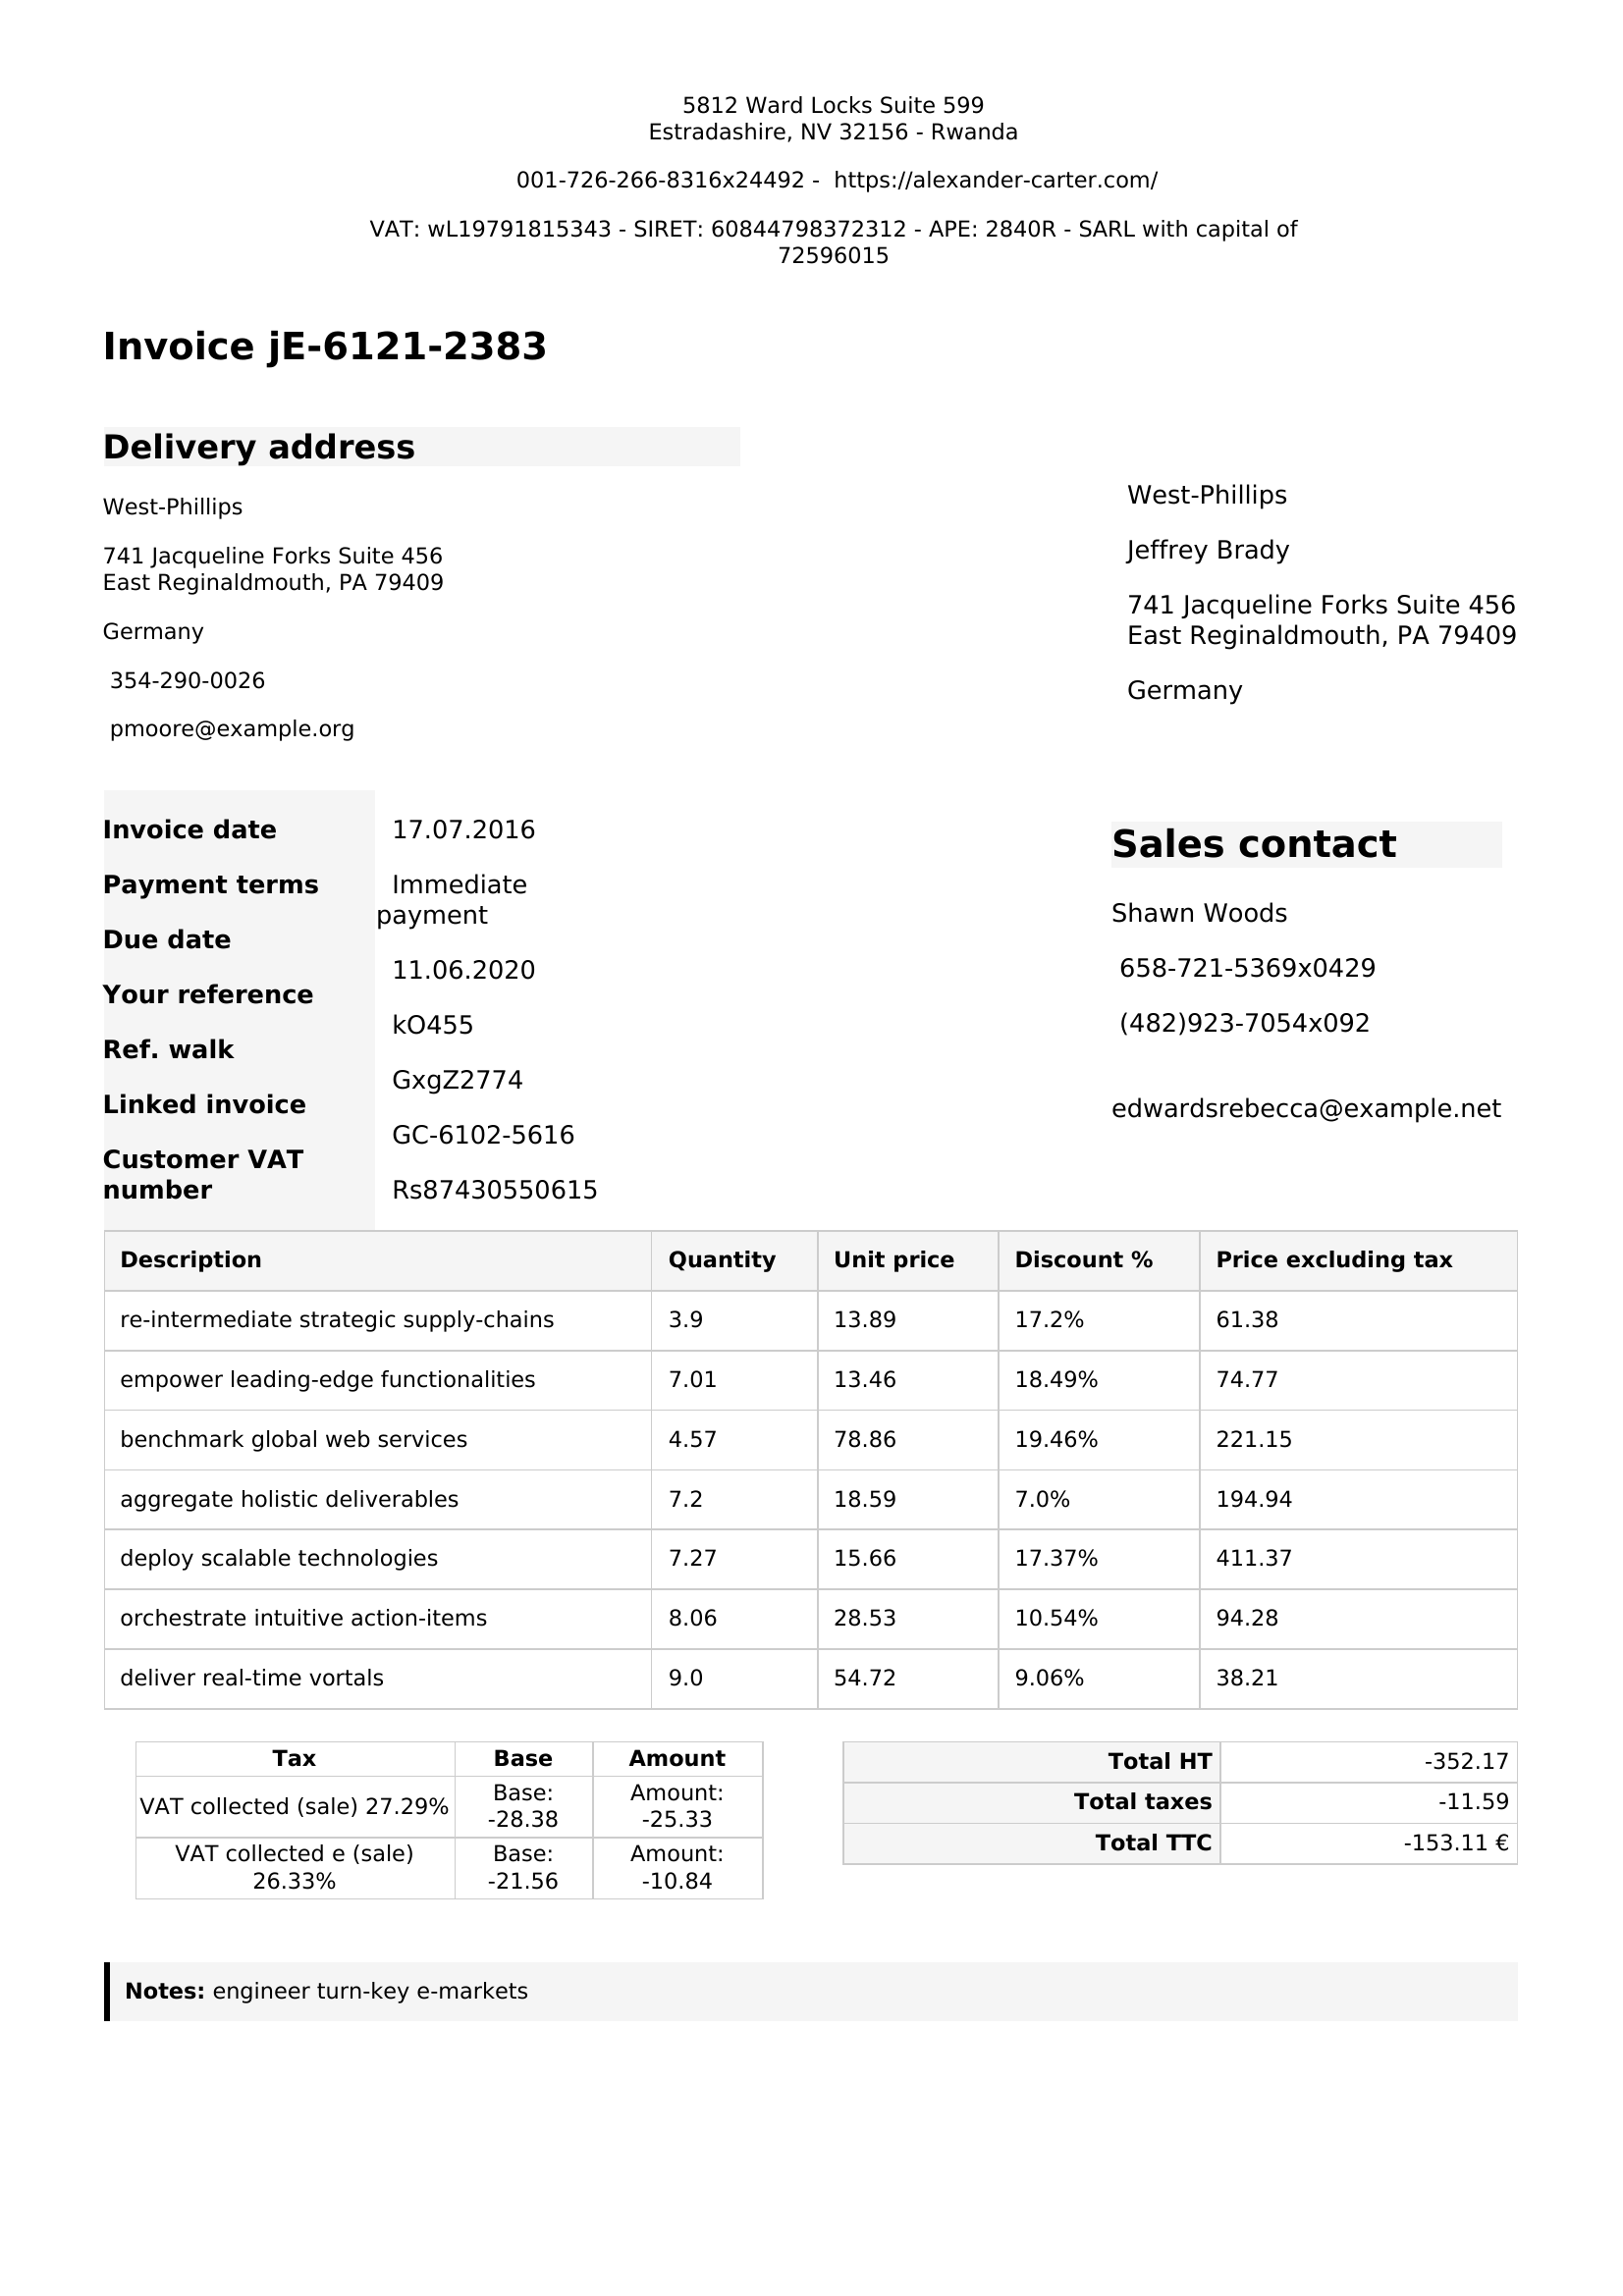 5812 Ward Locks Suite 599
Estradashire, NV 32156 - Rwanda
001-726-266-8316x24492 -  https://alexander-carter.com/
VAT: wL19791815343 - SIRET: 60844798372312 - APE: 2840R - SARL with capital of
72596015
Invoice jE-6121-2383
Delivery address
West-Phillips
741 Jacqueline Forks Suite 456
East Reginaldmouth, PA 79409
Germany
354-290-0026
pmoore@example.org
West-Phillips
Jeffrey Brady
741 Jacqueline Forks Suite 456
East Reginaldmouth, PA 79409
Germany
Invoice date
Payment terms
Due date
Your reference
Ref. walk
Linked invoice
Customer VAT
number
17.07.2016
Immediate
payment
11.06.2020
kO455
GxgZ2774
GC-6102-5616
Rs87430550615
Sales contact
Shawn Woods
658-721-5369x0429
(482)923-7054x092
edwardsrebecca@example.net
Description Quantity Unit price Discount % Price excluding tax
re-intermediate strategic supply-chains 3.9 13.89 17.2% 61.38
empower leading-edge functionalities 7.01 13.46 18.49% 74.77
benchmark global web services 4.57 78.86 19.46% 221.15
aggregate holistic deliverables 7.2 18.59 7.0% 194.94
deploy scalable technologies 7.27 15.66 17.37% 411.37
orchestrate intuitive action-items 8.06 28.53 10.54% 94.28
deliver real-time vortals 9.0 54.72 9.06% 38.21
Tax Base Amount
VAT collected (sale) 27.29% Base: -28.38 Amount: -25.33
VAT collected e (sale) 26.33% Base: -21.56 Amount: -10.84
Total HT -352.17
Total taxes -11.59
Total TTC -153.11 €
Notes: engineer turn-key e-markets